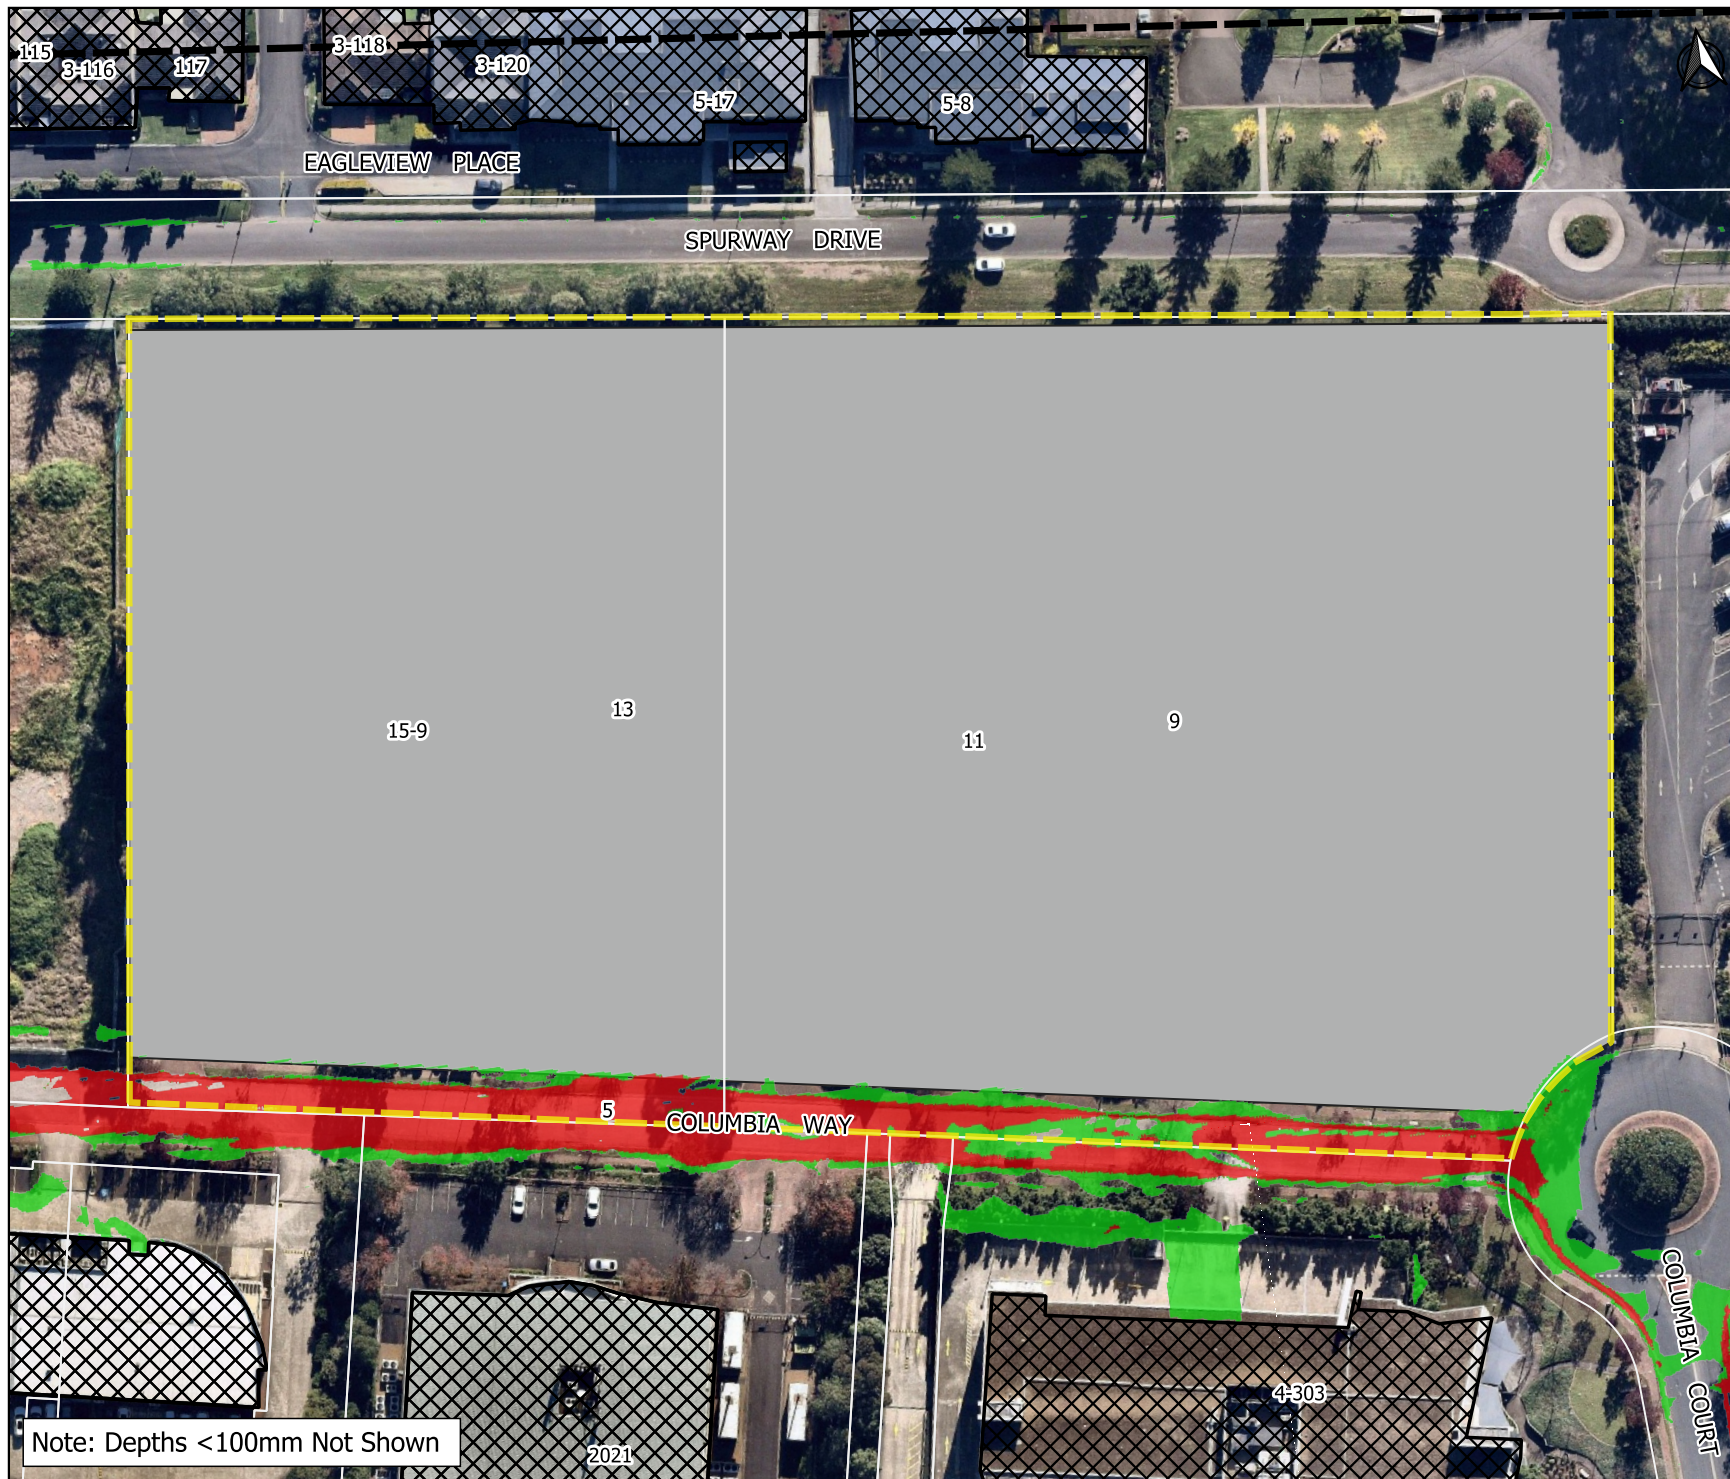 115
3-116
117
3-118
3-120
5-17
5-8
EAGLEVIEW PLACE
SPURWAY DRIVE
15-9
13
11
9
5
COLUMBIA WAY
COLUMBIA COURT
4-303
2021
Note: Depths <100mm Not Shown